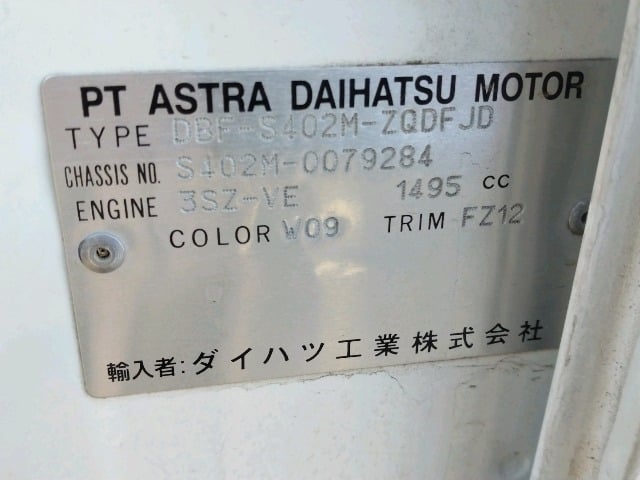 PT ASTRA DAIHATSU MOTOR
TYPE DBF-S402M-ZQDFJD
CHASSIS NO. S402M-0079284
ENGINE 3SZ-VE 1495 CC
COLOR W09 TRIM FZ12
輸入者:ダイハツ工業株式会社